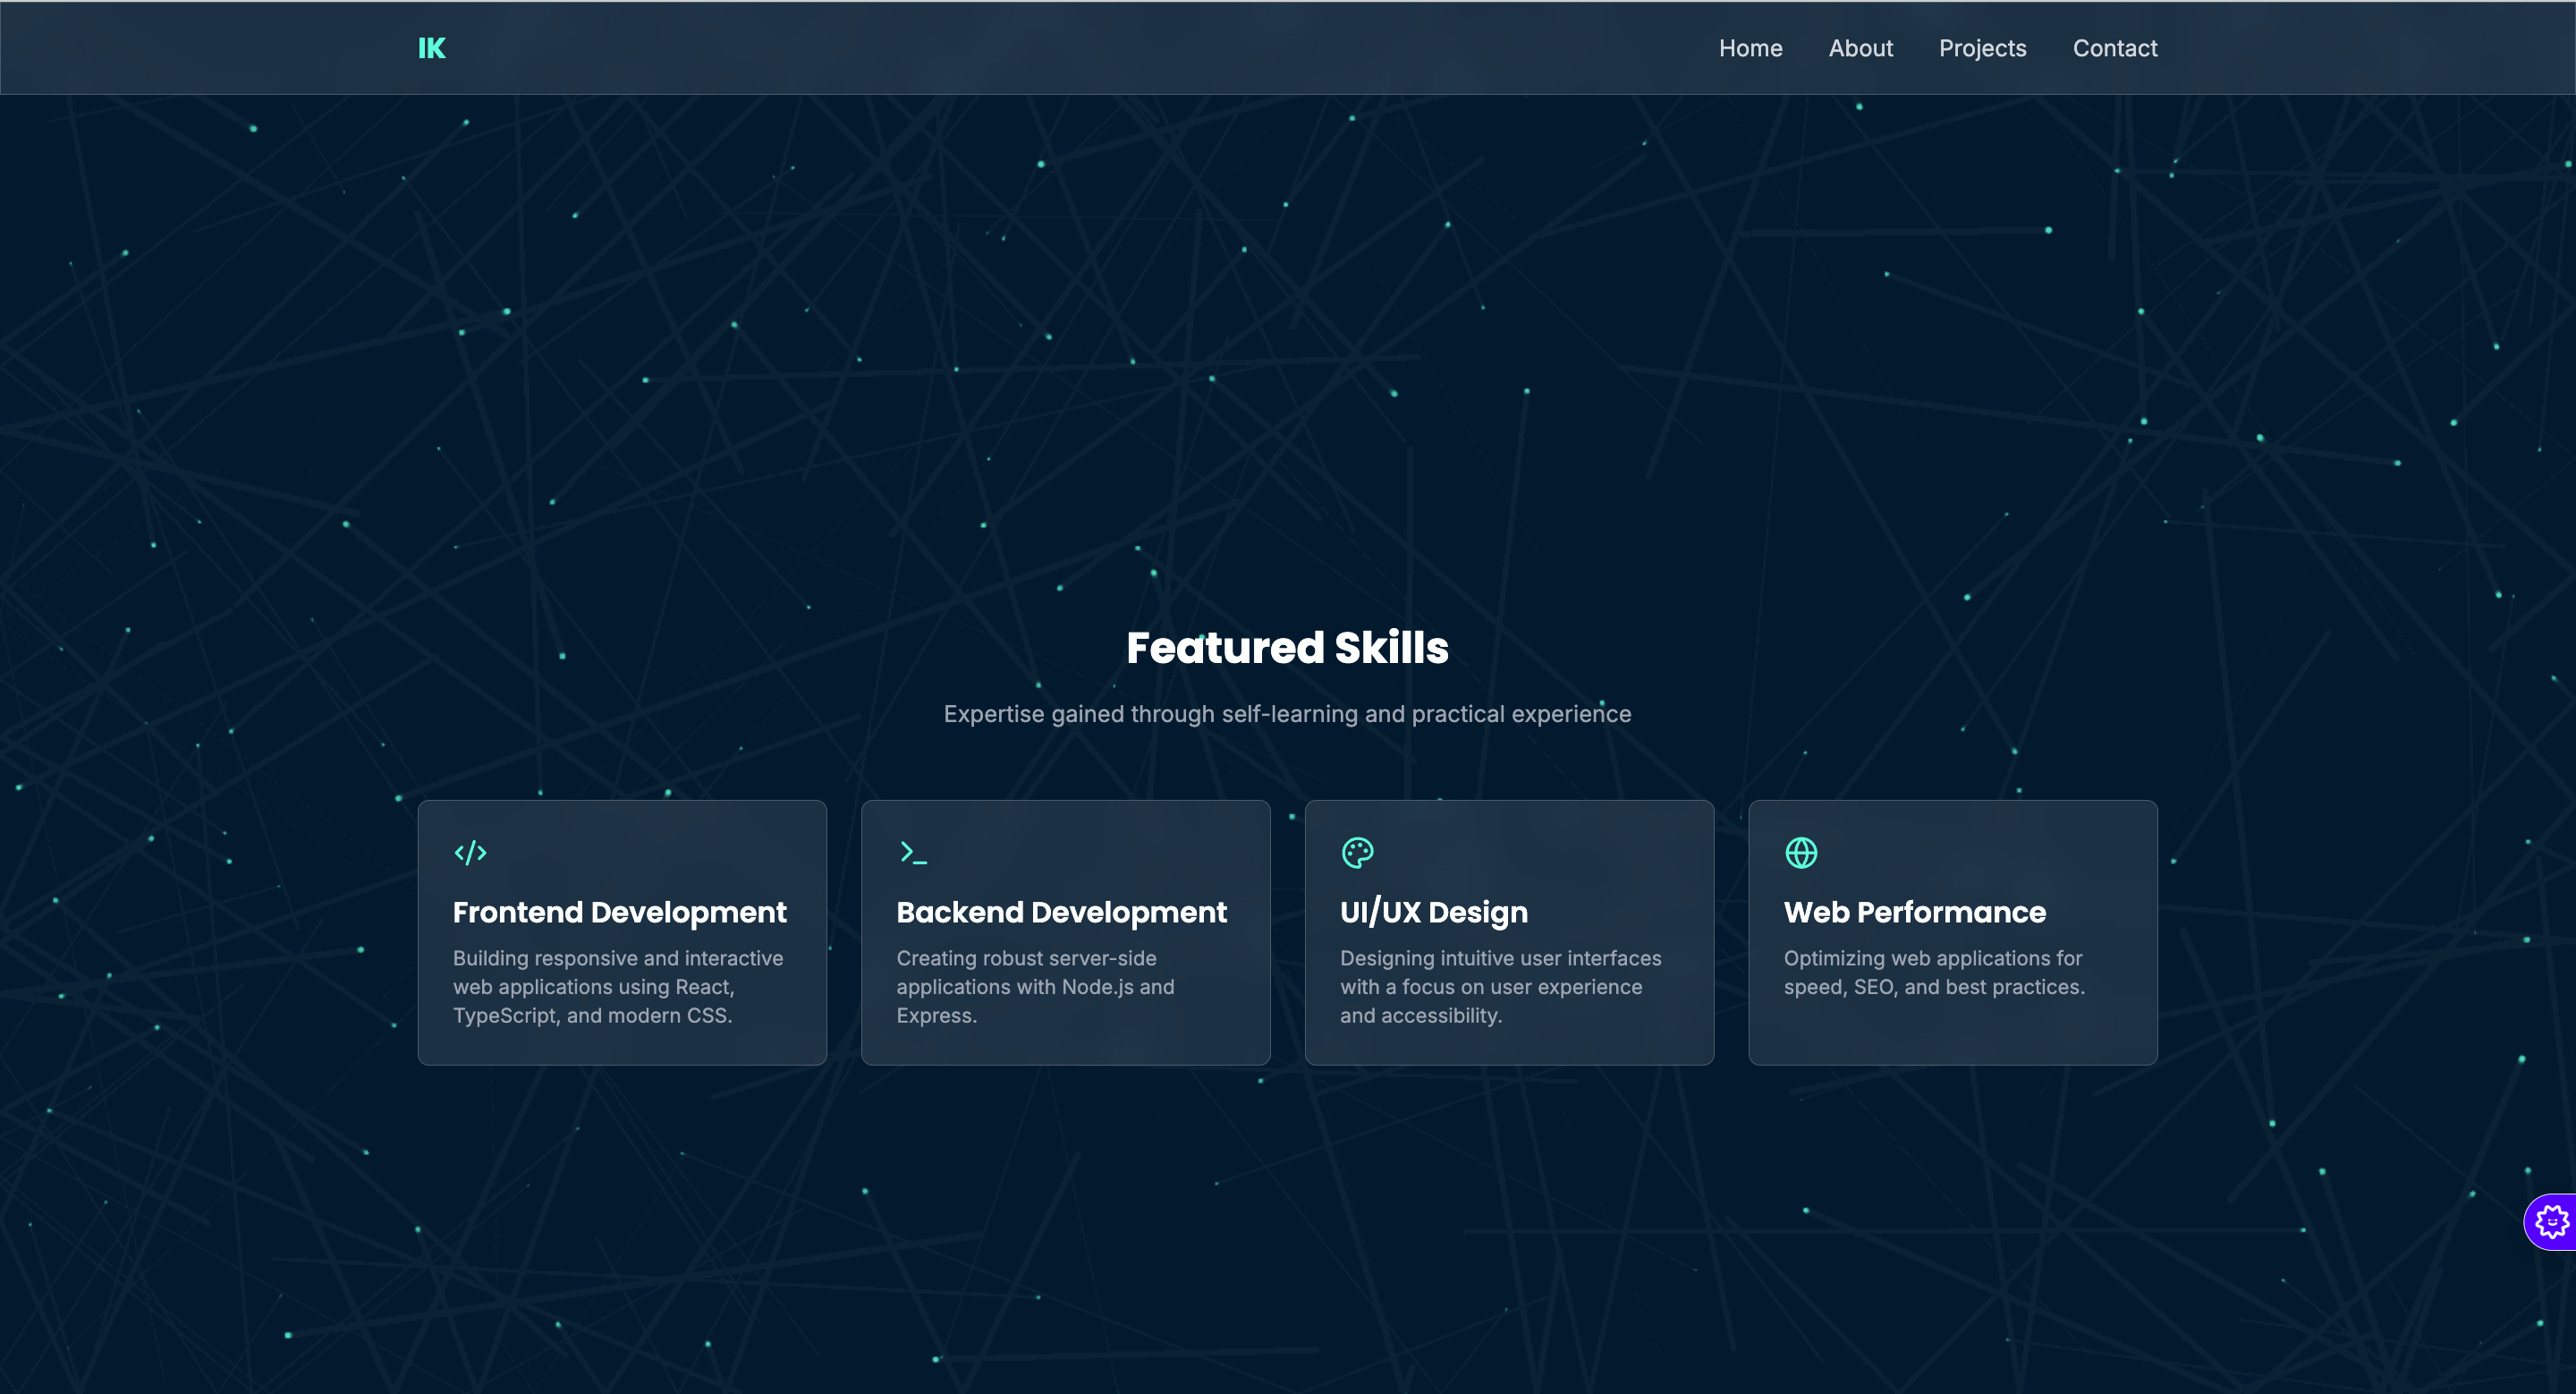 IK
Home About Projects Contact
Featured Skills
Expertise gained through self-learning and practical experience
Frontend Development
Building responsive and interactive
web applications using React,
TypeScript, and modern CSS.
Backend Development
Creating robust server-side
applications with Node.js and
Express.
UI/UX Design
Designing intuitive user interfaces
with a focus on user experience
and accessibility.
Web Performance
Optimizing web applications for
speed, SEO, and best practices.